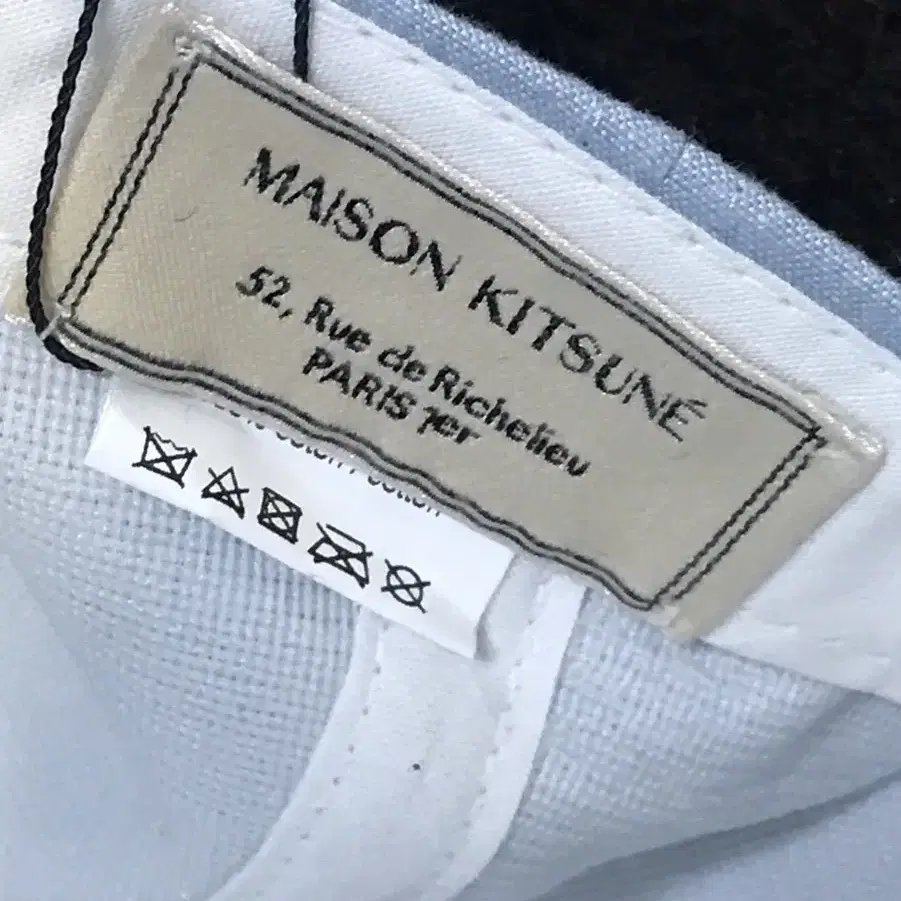 MAISON KITSUNÉ
52, Rue de Richelieu
PARIS 1er